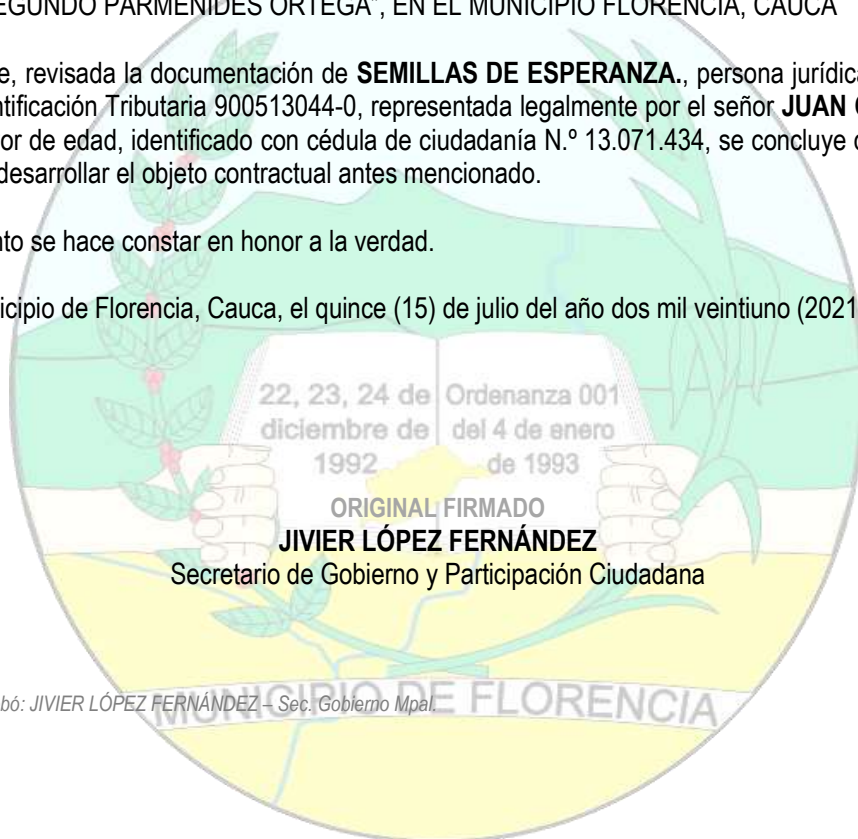 EGUNDO PARMENIDES ORTEGA", EN EL MUNICIPIO FLORENCIA, CAUCA
e, revisada la documentación de SEMILLAS DE ESPERANZA., persona jurídica
ntificación Tributaria 900513044-0, representada legalmente por el señor JUAN
or de edad, identificado con cédula de ciudadanía N.º 13.071.434, se concluye
desarrollar el objeto contractual antes mencionado.
nto se hace constar en honor a la verdad.
icipio de Florencia, Cauca, el quince (15) de julio del año dos mil veintiuno (2021
22, 23, 24 de
diciembre de
1992
Ordenanza 001
del 4 de enero
de 1993
ORIGINAL FIRMADO
JIVIER LÓPEZ FERNÁNDEZ
Secretario de Gobierno y Participación Ciudadana
bó: JIVIER LÓPEZ FERNÁNDEZ – Sec. Gobierno Mpal.
MUNICIPIO DE FLORENCIA